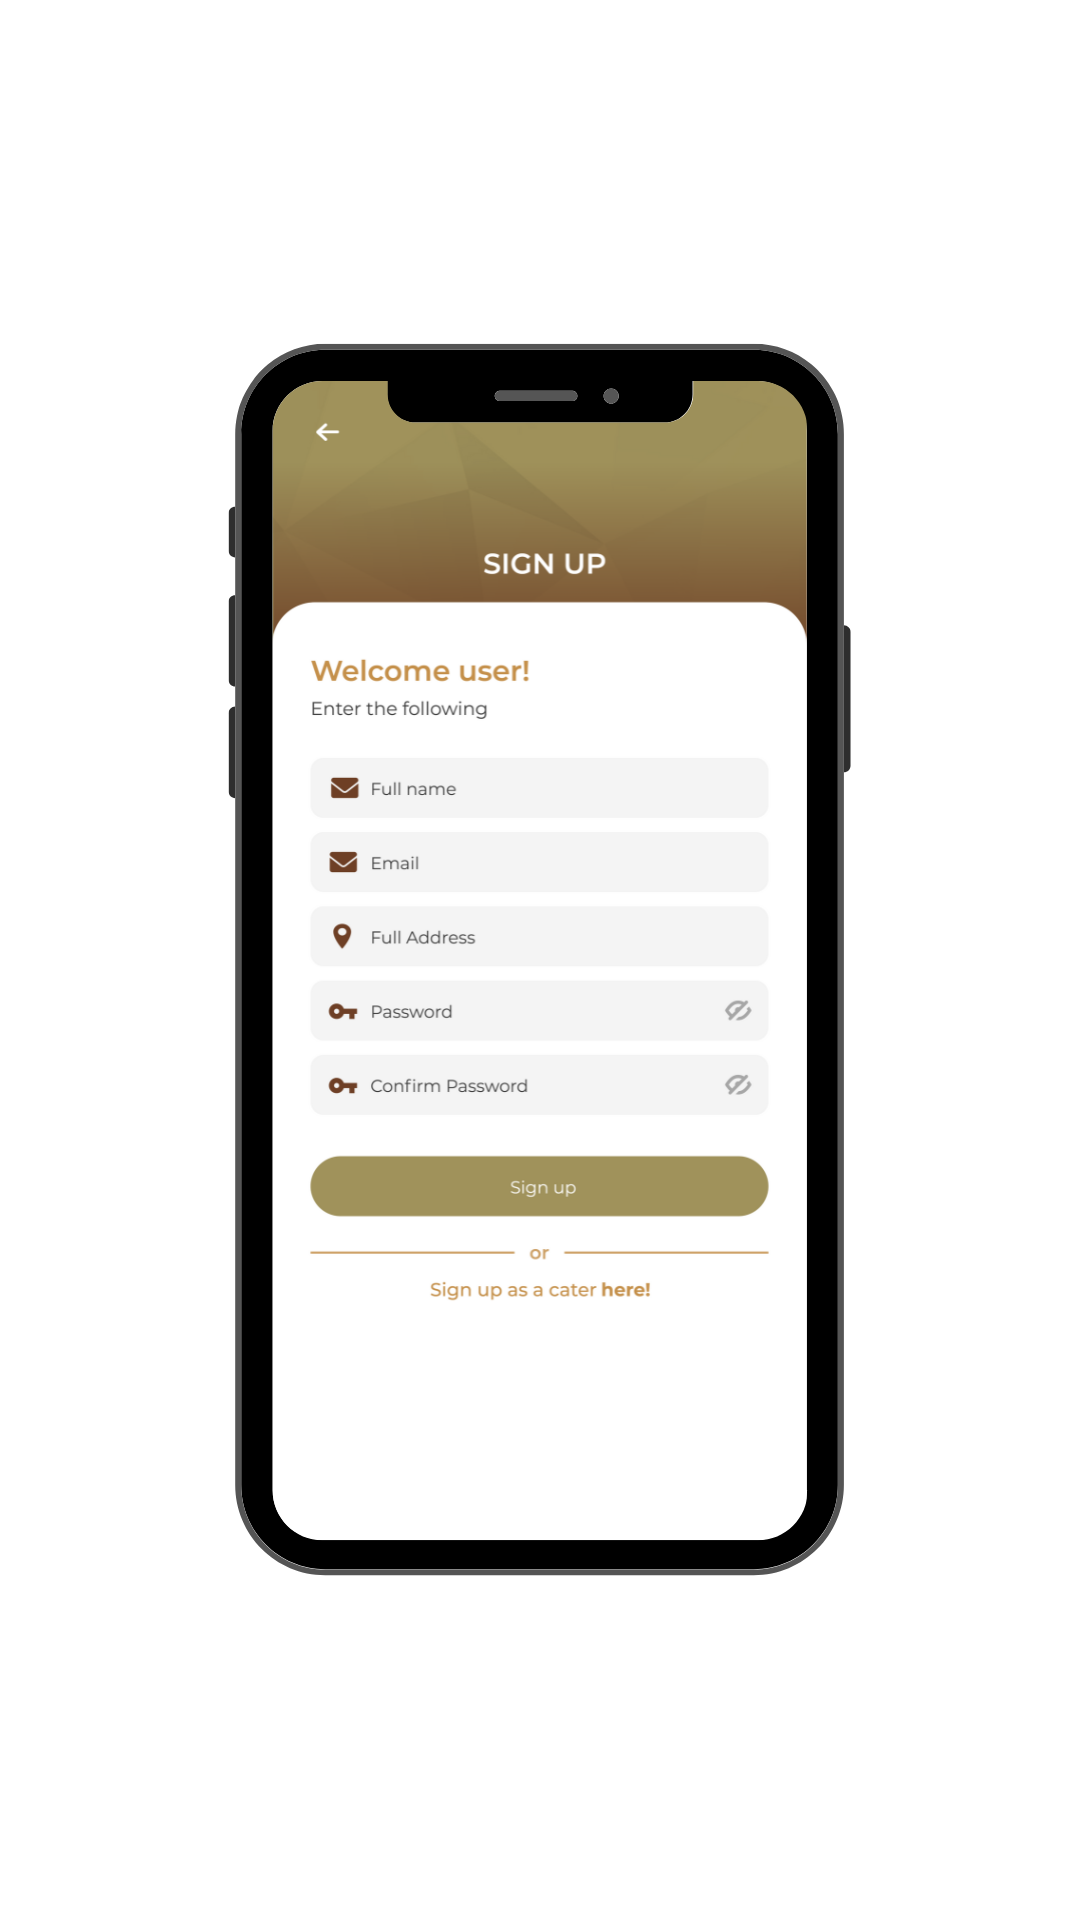 SIGN UP
Welcome user!
Enter the following
Full name
Email
Full Address
Password
Confirm Password
Sign up
or
Sign up as a cater here!